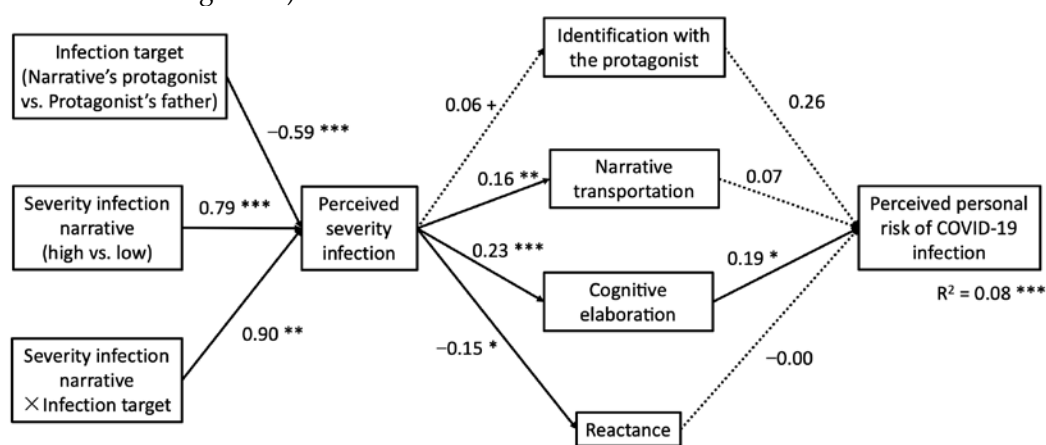 Infection target
(Narrative's protagonist
vs. Protagonist's father)
−0.59 ***
Severity infection
narrative
(high vs. low)
0.79 ***
Severity infection
narrative
×Infection target
0.90 **
Perceived
severity
infection
0.06 +
0.16 **
0.23 ***
−0.15 *
Identification with
the protagonist
Narrative
transportation
Cognitive
elaboration
Reactance
0.26
0.07
0.19 *
−0.00
Perceived personal
risk of COVID-19
infection
R² = 0.08 ***